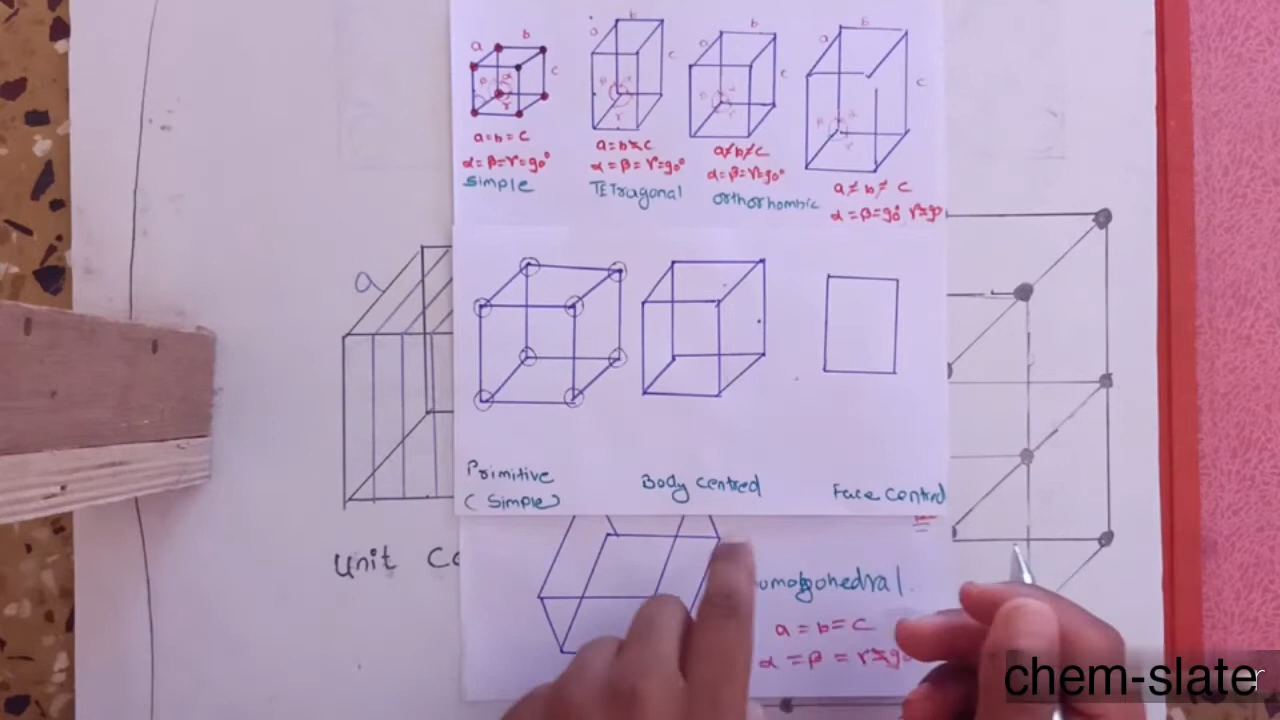 a b c
β α
γ
a = b = c
α = β = γ = 90°
Simple
a b c
β α
γ
a = b ≠ c
α = β = γ = 90°
TETragonal
a b c
β α
γ
a ≠ b ≠ c
α = β = γ = 90°
orthorhombic
a b c
β α
γ
a ≠ b ≠ c
α = β = 90°
a
Primitive
(Simple)
Body Centred
Face Centred
unit
a = b = c
α = β = γ ≠
chem-slate